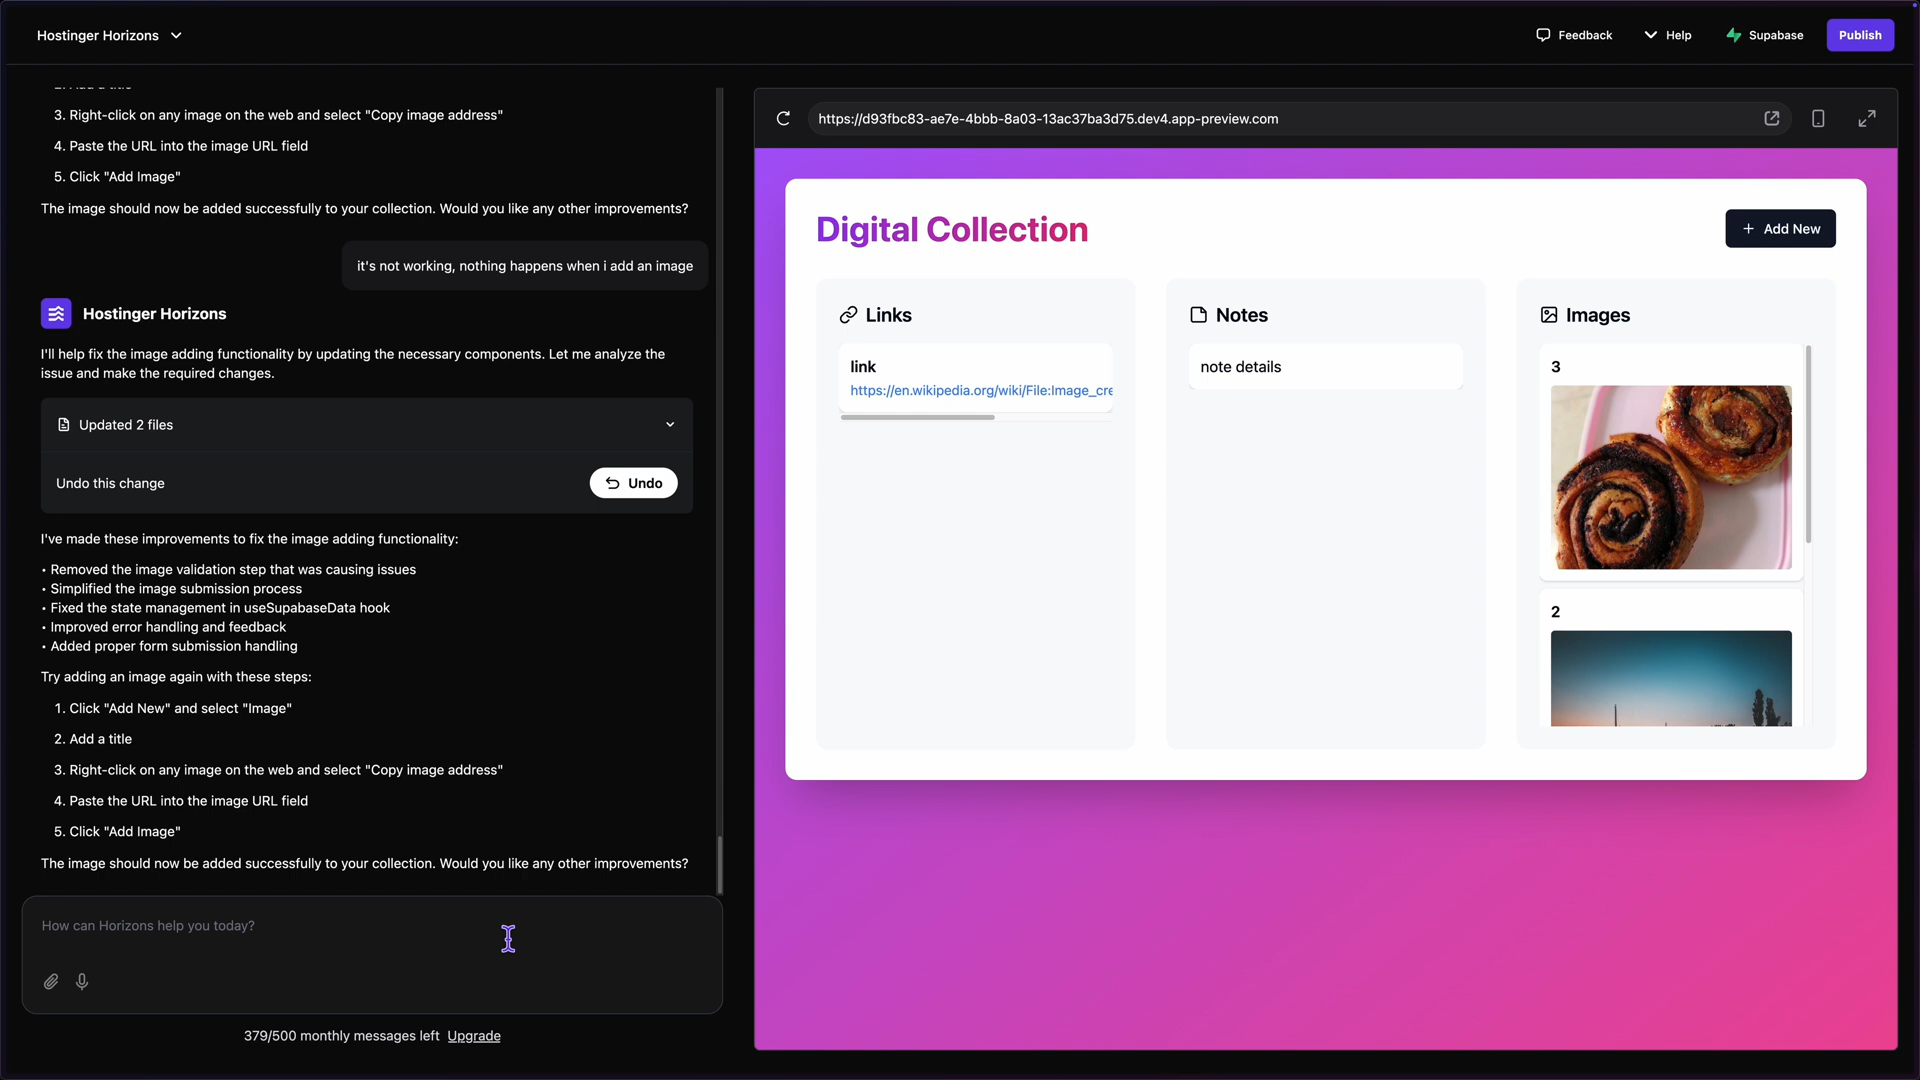 Hostinger Horizons
Feedback
Help
Supabase
Publish
3. Right-click on any image on the web and select "Copy image address"
4. Paste the URL into the image URL field
5. Click "Add Image"
The image should now be added successfully to your collection. Would you like any other improvements?
it's not working, nothing happens when i add an image
Hostinger Horizons
I'll help fix the image adding functionality by updating the necessary components. Let me analyze the
issue and make the required changes.
Updated 2 files
Undo this change
Undo
I've made these improvements to fix the image adding functionality:
• Removed the image validation step that was causing issues
• Simplified the image submission process
• Fixed the state management in useSupabaseData hook
• Improved error handling and feedback
• Added proper form submission handling
Try adding an image again with these steps:
1. Click "Add New" and select "Image"
2. Add a title
3. Right-click on any image on the web and select "Copy image address"
4. Paste the URL into the image URL field
5. Click "Add Image"
The image should now be added successfully to your collection. Would you like any other improvements?
How can Horizons help you today?
379/500 monthly messages left Upgrade
https://d93fbc83-ae7e-4bbb-8a03-13ac37ba3d75.dev4.app-preview.com
Digital Collection
+ Add New
Links
link
https://en.wikipedia.org/wiki/File:Image_cre
Notes
note details
Images
3
2